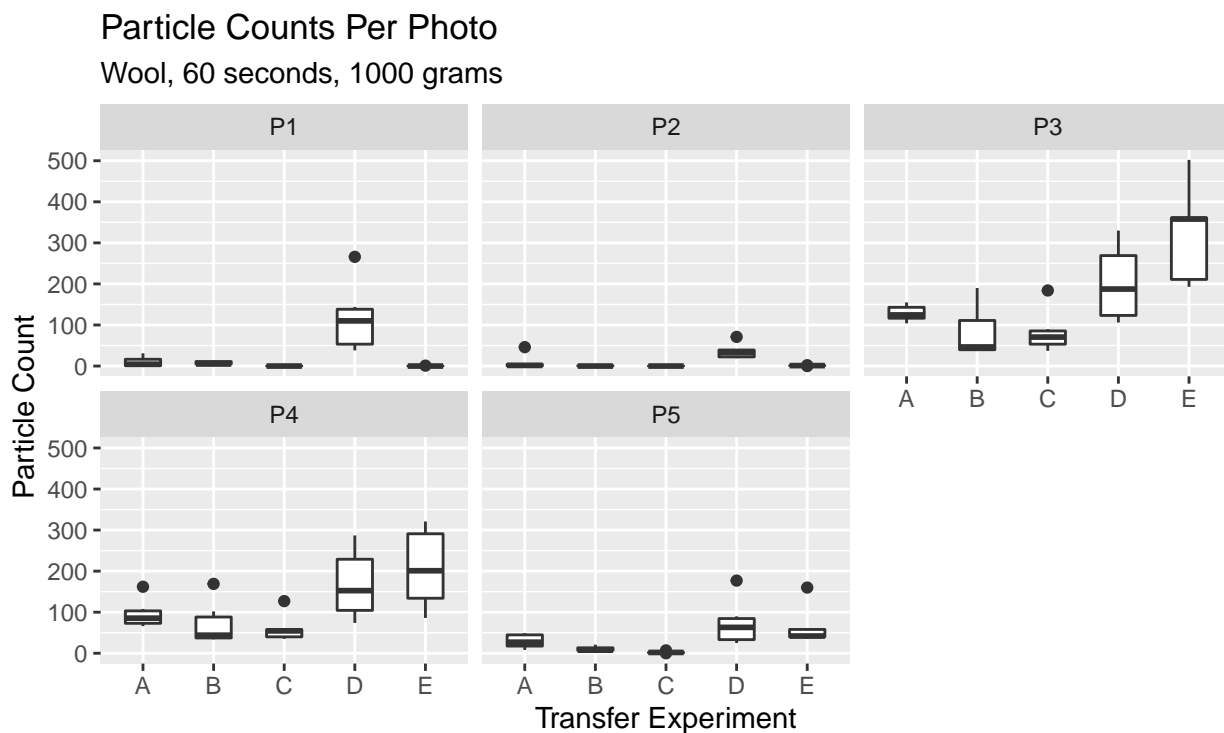 Particle Counts Per Photo
Wool, 60 seconds, 1000 grams
P1
P2
P3
500
400
300
200
100
0
A B C D E
P4
P5
500
400
300
200
100
0
A B C D E
A B C D E
Particle Count
Transfer Experiment